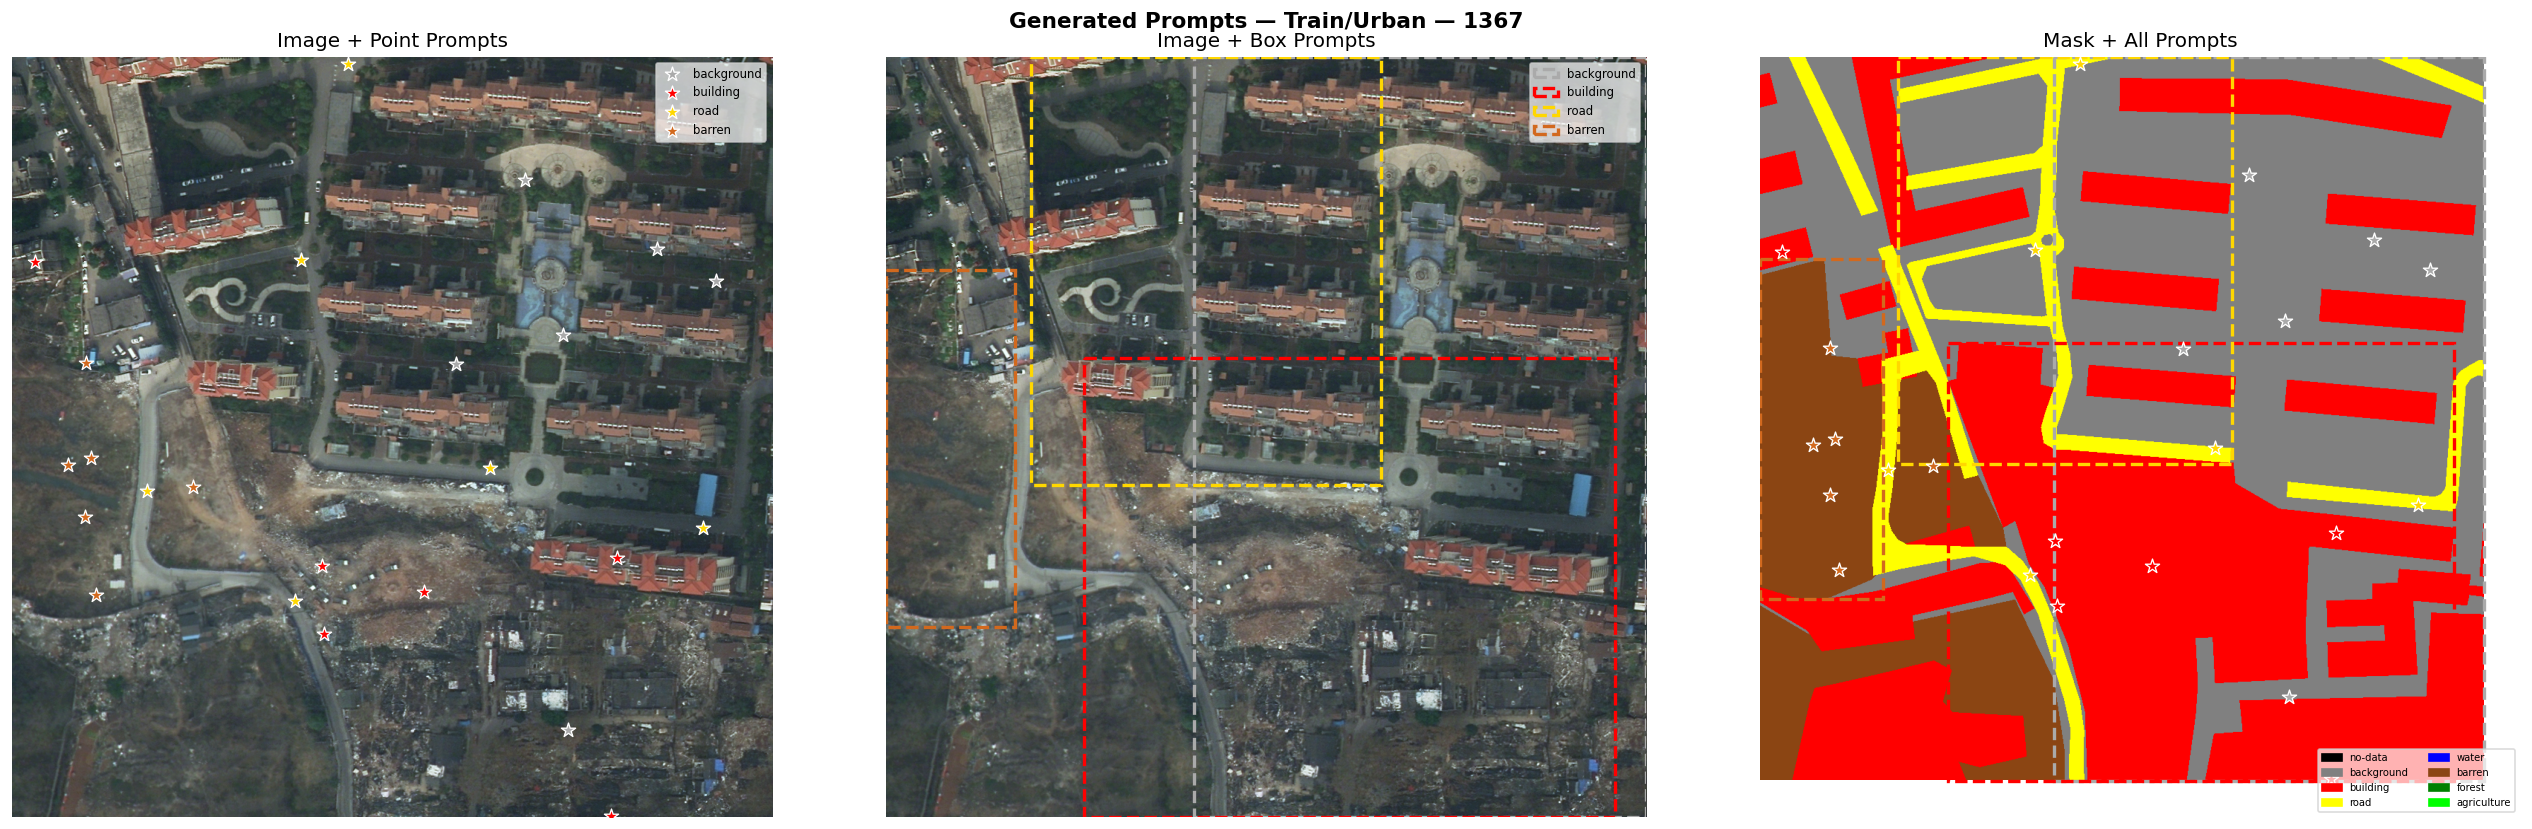 Generated Prompts — Train/Urban — 1367
Image + Point Prompts
Image + Box Prompts
Mask + All Prompts
background
building
road
barren
background
building
road
barren
no-data
background
building
road
water
barren
forest
agriculture